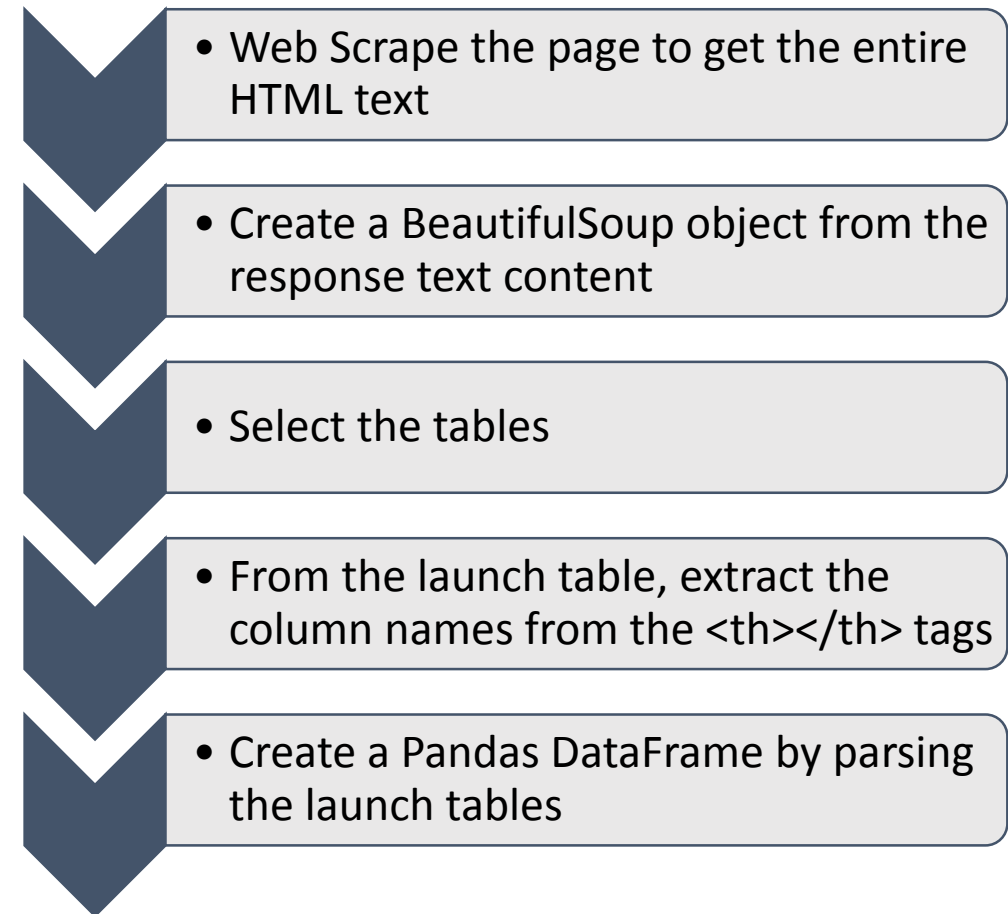 • Web Scrape the page to get the entire
HTML text
• Create a BeautifulSoup object from the
response text content
• Select the tables
• From the launch table, extract the
column names from the <th></th> tags
• Create a Pandas DataFrame by parsing
the launch tables